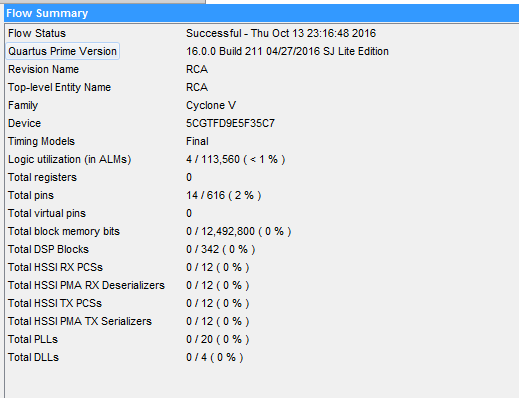 Flow Summary
Flow Status Successful - Thu Oct 13 23:16:48 2016
Quartus Prime Version 16.0.0 Build 211 04/27/2016 SJ Lite Edition
Revision Name RCA
Top-level Entity Name RCA
Family Cyclone V
Device 5CGTFD9E5F35C7
Timing Models Final
Logic utilization (in ALMs) 4 / 113,560 ( < 1 % )
Total registers 0
Total pins 14 / 616 ( 2 % )
Total virtual pins 0
Total block memory bits 0 / 12,492,800 ( 0 % )
Total DSP Blocks 0 / 342 ( 0 % )
Total HSSI RX PCSs 0 / 12 ( 0 % )
Total HSSI PMA RX Deserializers 0 / 12 ( 0 % )
Total HSSI TX PCSs 0 / 12 ( 0 % )
Total HSSI PMA TX Serializers 0 / 12 ( 0 % )
Total PLLs 0 / 20 ( 0 % )
Total DLLs 0 / 4 ( 0 % )